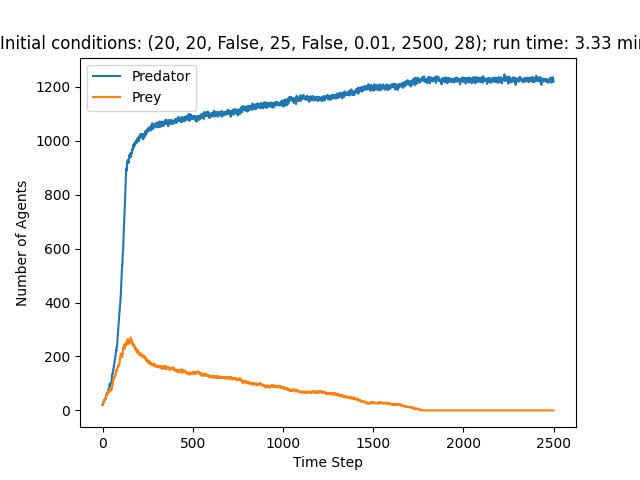 Initial conditions: (20, 20, False, 25, False, 0.01, 2500, 28); run time: 3.33 mi
Predator
Prey
1200
1000
800
600
400
200
0
Number of Agents
0 500 1000 1500 2000 2500
Time Step